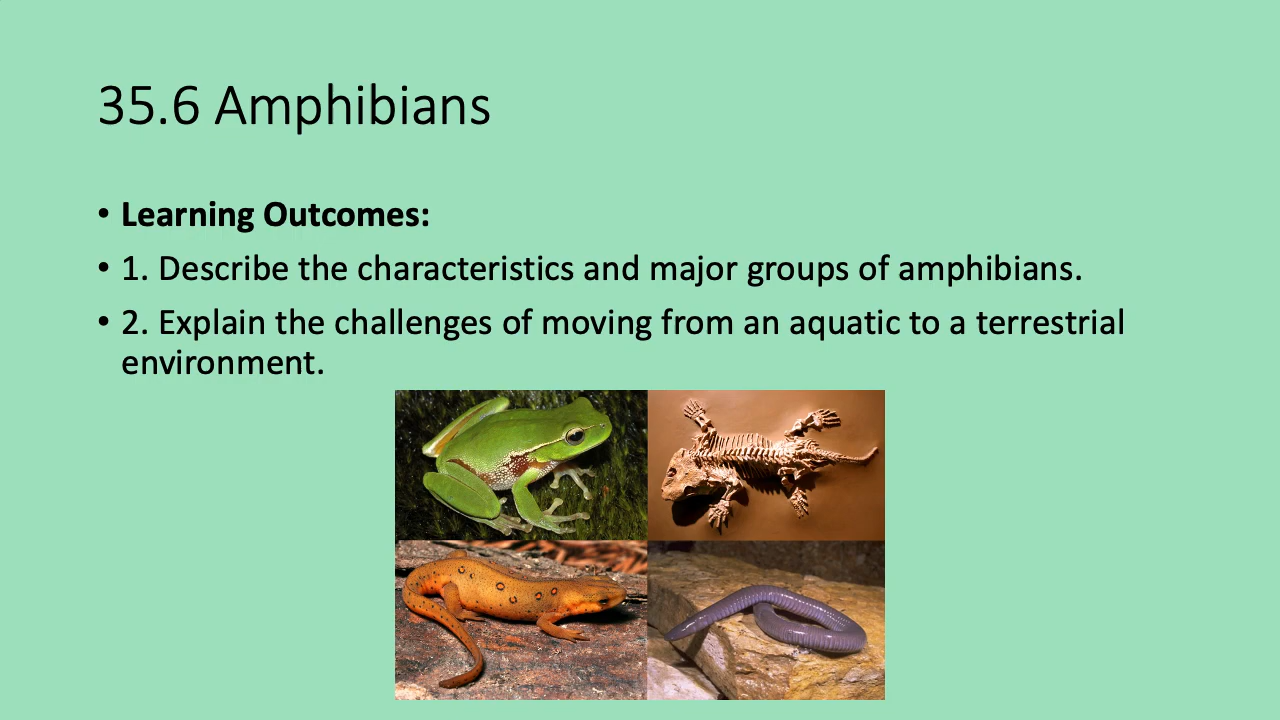 35.6 Amphibians
• Learning Outcomes:
• 1. Describe the characteristics and major groups of amphibians.
• 2. Explain the challenges of moving from an aquatic to a terrestrial
environment.